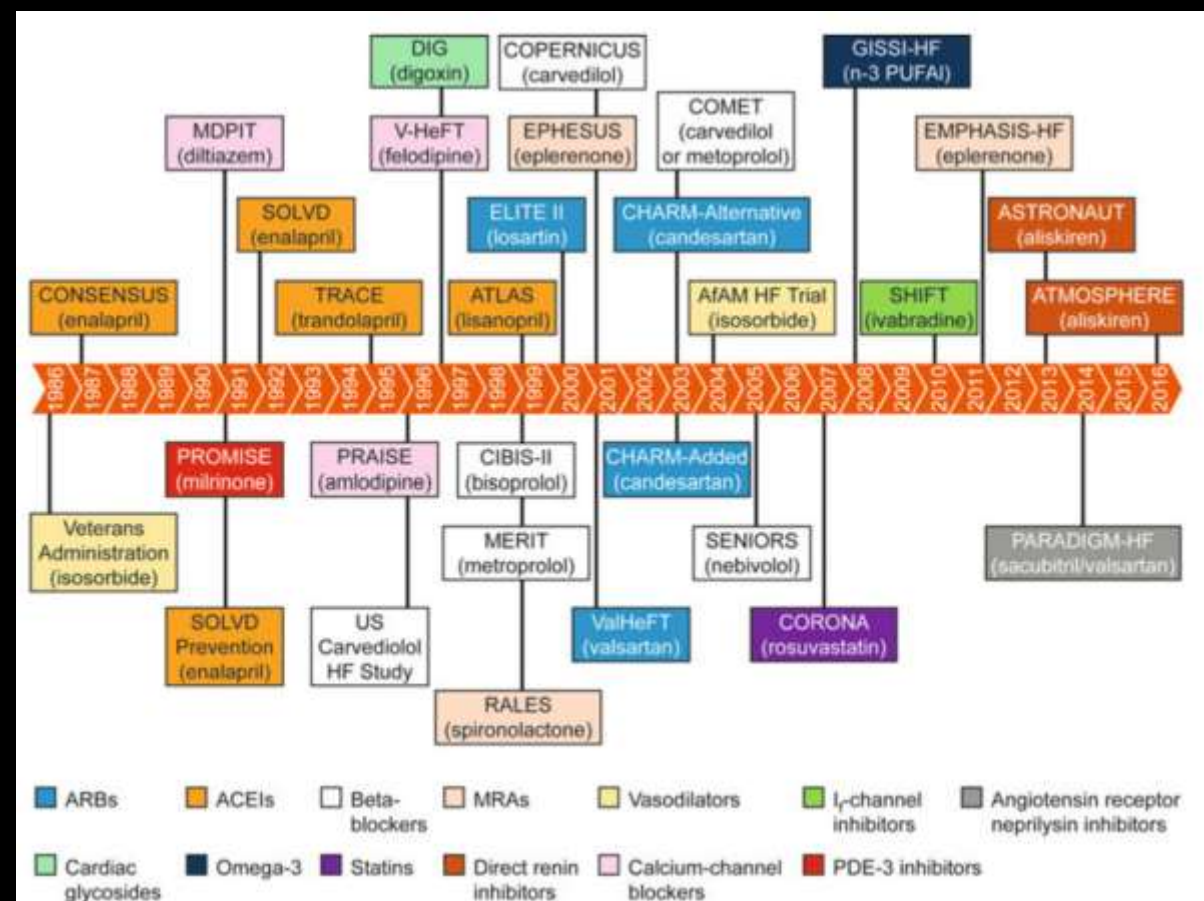 DIG
(digoxin)
COPERNICUS
(carvedilol)
GISSI-HF
(n-3 PUFAI)
MDPIT
(diltiazem)
V-HeFT
(felodipine)
EPHESUS
(eplerenone)
COMET
(carvedilol
or metoprolol)
EMPHASIS-HF
(eplerenone)
SOLVD
(enalapril)
ELITE II
(losartin)
CHARM-Alternative
(candesartan)
ASTRONAUT
(aliskiren)
CONSENSUS
(enalapril)
TRACE
(trandolapril)
ATLAS
(lisanopril)
AfAM HF Trial
(isosorbide)
SHIFT
(ivabradine)
ATMOSPHERE
(aliskiren)
1986
1987
1988
1989
1990
1991
1992
1993
1994
1995
1996
1997
1998
1999
2000
2001
2002
2003
2004
2005
2006
2007
2008
2009
2010
2011
2012
2013
2014
2015
2016
PROMISE
(milrinone)
PRAISE
(amlodipine)
CIBIS-II
(bisoprolol)
CHARM-Added
(candesartan)
Veterans
Administration
(isosorbide)
MERIT
(metroprolol)
SENIORS
(nebivolol)
PARADIGM-HF
(sacubitril/valsartan)
SOLVD
Prevention
(enalapril)
US
Carvediolol
HF Study
ValHeFT
(valsartan)
CORONA
(rosuvastatin)
RALES
(spironolactone)
ARBs
ACEIs
Beta-
blockers
MRAs
Vasodilators
If-channel
inhibitors
Angiotensin receptor
neprilysin inhibitors
Cardiac
glycosides
Omega-3
Statins
Direct renin
inhibitors
Calcium-channel
blockers
PDE-3 inhibitors